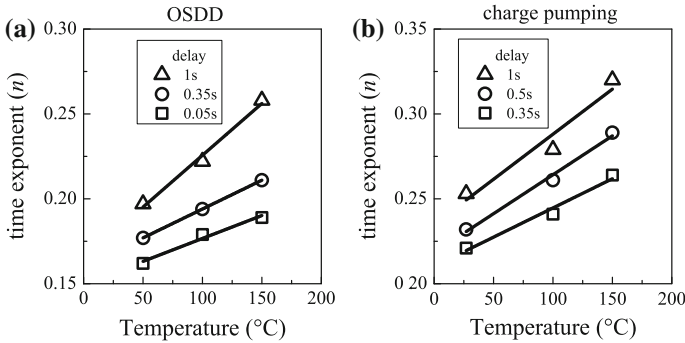 (a)
OSDD
time exponent (n)
0.30
0.25
0.20
0.15
delay
1s
0.35s
0.05s
0 50 100 150 200
Temperature (°C)
(b)
charge pumping
time exponent (n)
0.35
0.30
0.25
0.20
delay
1s
0.5s
0.35s
0 50 100 150 200
Temperature (°C)